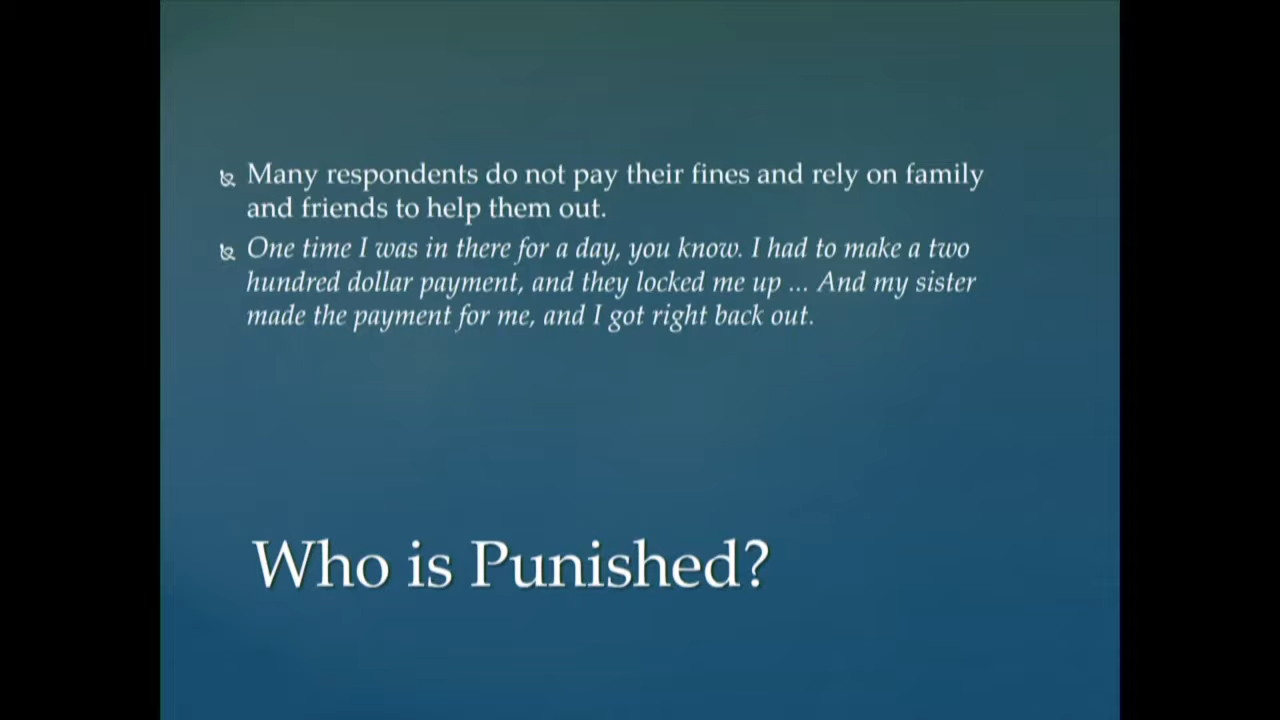 Many respondents do not pay their fines and rely on family
and friends to help them out.
One time I was in there for a day, you know. I had to make a two
hundred dollar payment, and they locked me up ... And my sister
made the payment for me, and I got right back out.
Who is Punished?